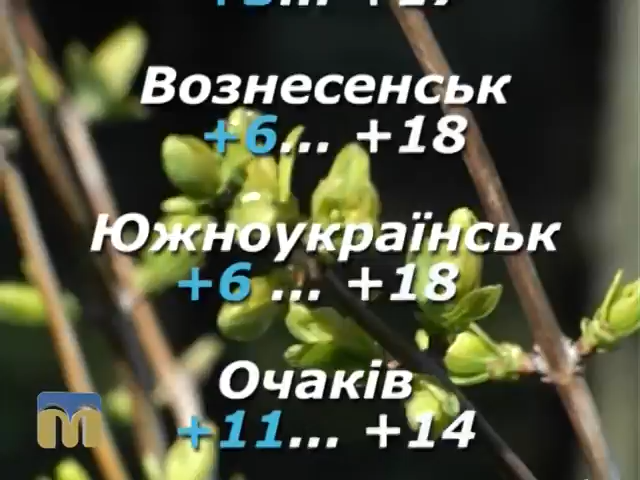 Вознесенськ
+6... +18
Южноукраїнськ
+6 ... +18
Очаків
+11... +14